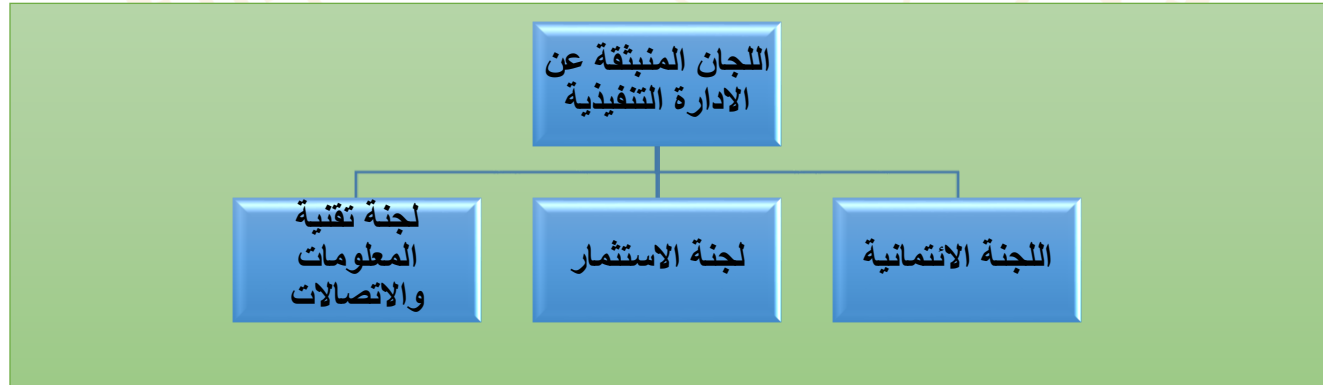 اللجان المنبثقة عن
الادارة التنفيذية
اللجنة الائتمانية
لجنة الاستثمار
لجنة تقنية
المعلومات
والاتصالات